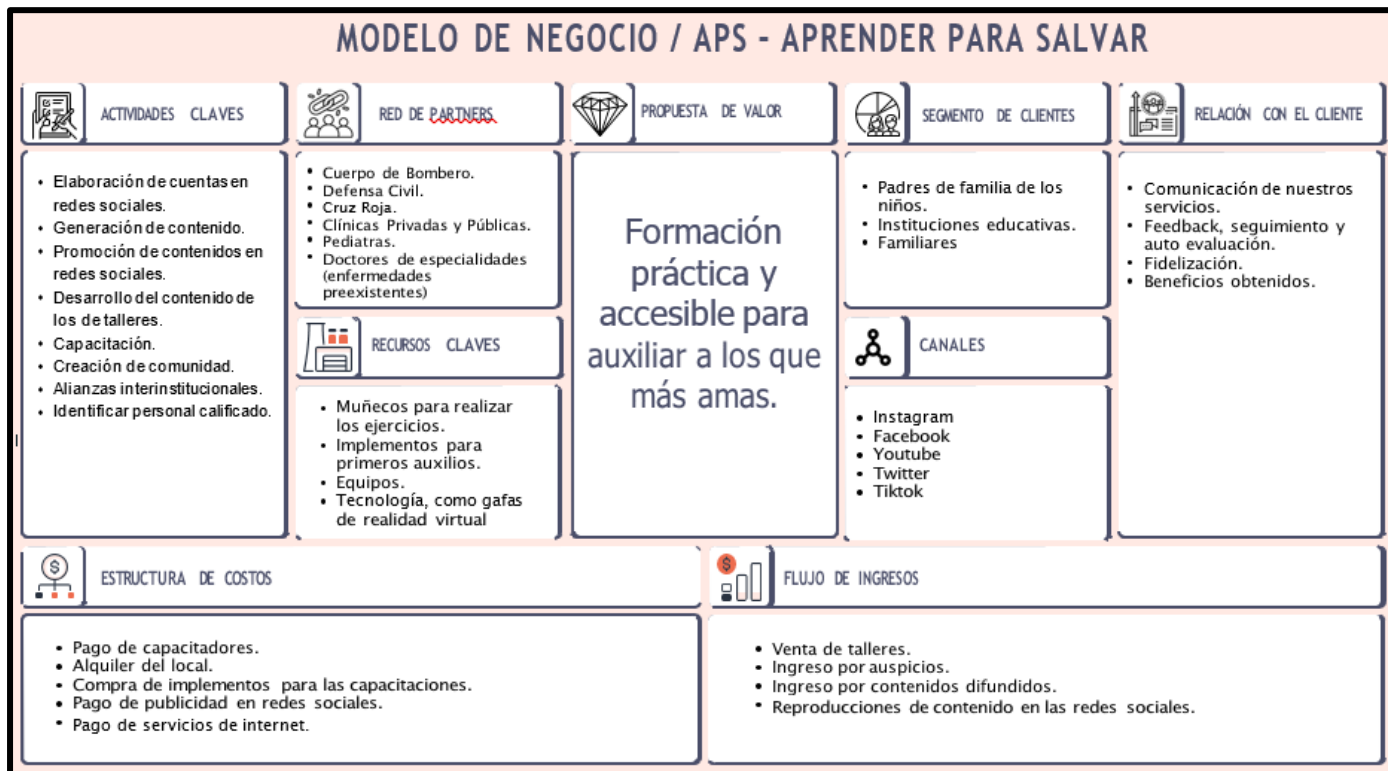 MODELO DE NEGOCIO / APS - APRENDER PARA SALVAR
ACTIVIDADES CLAVES
• Elaboración de cuentas en
redes sociales.
• Generación de contenido.
• Promoción de contenidos en
redes sociales.
• Desarrollo del contenido de
los de talleres.
• Capacitación.
• Creación de comunidad.
• Alianzas interinstitucionales.
• Identificar personal calificado.
RED DE PARTNERS
• Cuerpo de Bombero.
• Defensa Civil.
• Cruz Roja.
• Clínicas Privadas y Públicas.
• Pediatras.
• Doctores de especialidades
(enfermedades
preexistentes)
RECURSOS CLAVES
• Muñecos para realizar
los ejercicios.
• Implementos para
primeros auxilios.
• Equipos.
• Tecnología, como gafas
de realidad virtual
PROPUESTA DE VALOR
Formación
práctica y
accesible para
auxiliar a los que
más amas.
SEGMENTO DE CLIENTES
• Padres de familia de los
niños.
• Instituciones educativas.
• Familiares
CANALES
• Instagram
• Facebook
• Youtube
• Twitter
• Tiktok
RELACIÓN CON EL CLIENTE
• Comunicación de nuestros
servicios.
• Feedback, seguimiento y
auto evaluación.
• Fidelización.
• Beneficios obtenidos.
$
ESTRUCTURA DE COSTOS
• Pago de capacitadores.
• Alquiler del local.
• Compra de implementos para las capacitaciones.
• Pago de publicidad en redes sociales.
• Pago de servicios de internet.
$
FLUJO DE INGRESOS
• Venta de talleres.
• Ingreso por auspicios.
• Ingreso por contenidos difundidos.
• Reproducciones de contenido en las redes sociales.